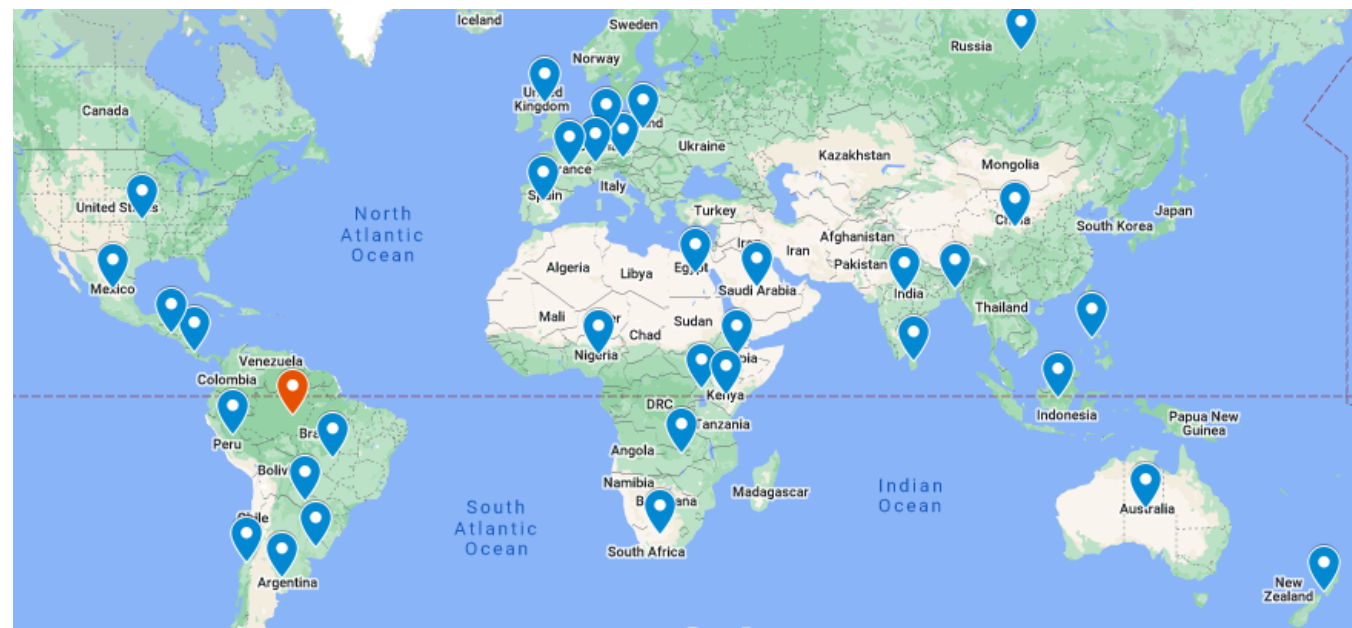 Iceland
Sweden
Russia
Norway
United
Kingdom
Canada
Ukraine
Kazakhstan
Mongolia
Italy
Spain
United States
North
Atlantic
Ocean
Turkey
Japan
South Korea
China
Afghanistan
Iran
Algeria
Libya
Egypt
Pakistan
Mexico
Saudi Arabia
India
Mali
Sudan
Thailand
Chad
Nigeria
Venezuela
Colombia
Kenya
DRC
Indonesia
Papua New
Guinea
Tanzania
Peru
Angola
Namibia
Madagascar
Indian
Ocean
South
Atlantic
Ocean
Australia
South Africa
Argentina
New
Zealand